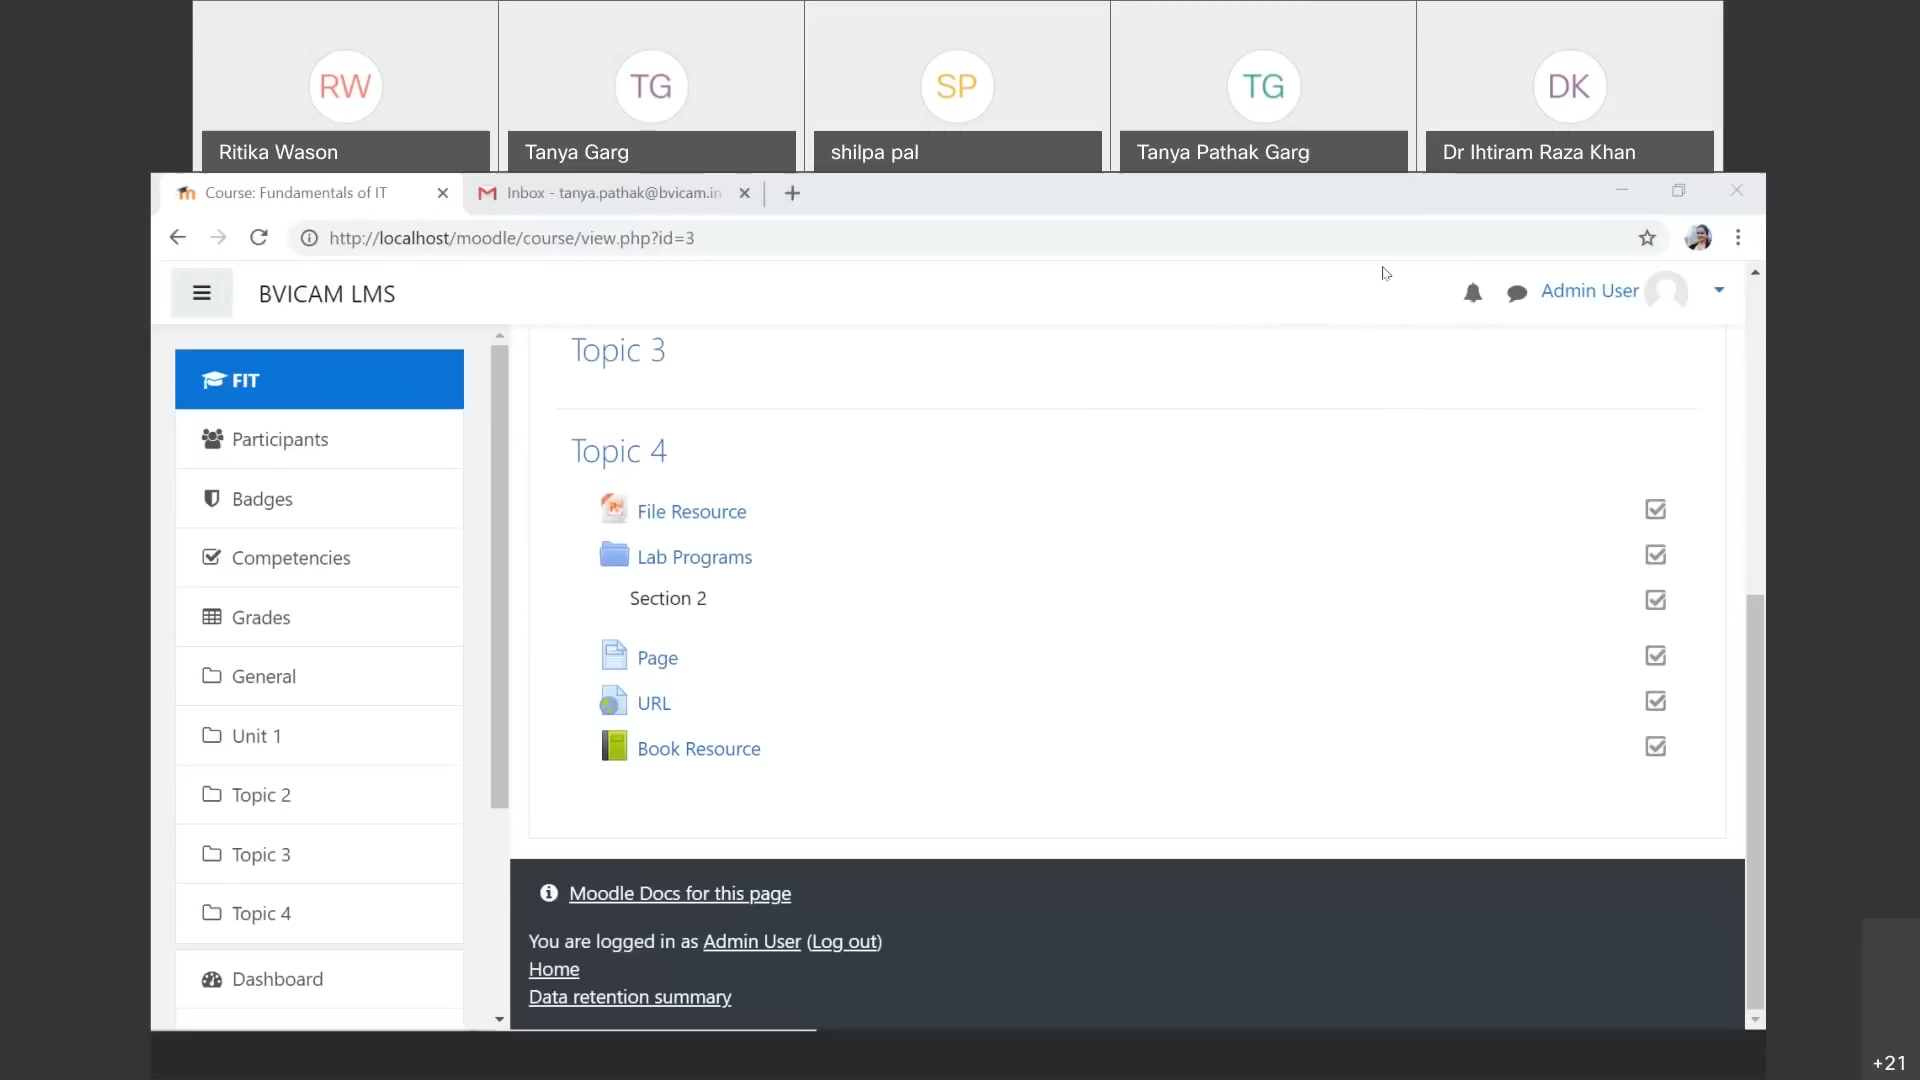 RW
TG
SP
TG
DK
Ritika Wason
Tanya Garg
shilpa pal
Tanya Pathak Garg
Dr Ihtiram Raza Khan
Course: Fundamentals of IT
Inbox - tanya.pathak@bvicam.in
http://localhost/moodle/course/view.php?id=3
BVICAM LMS
Admin User
FIT
Participants
Badges
Competencies
Grades
General
Unit 1
Topic 2
Topic 3
Topic 4
Dashboard
Topic 3
Topic 4
File Resource
Lab Programs
Section 2
Page
URL
Book Resource
Moodle Docs for this page
You are logged in as Admin User (Log out)
Home
Data retention summary
+21